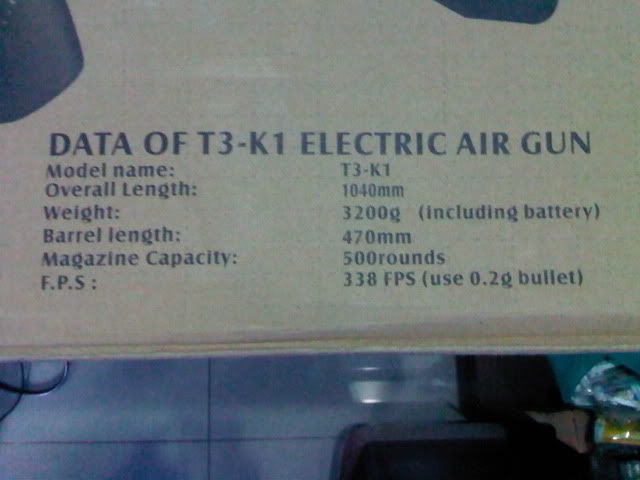 DATA OF T3-K1 ELECTRIC AIR GUN
Model name: T3-K1
Overall Length: 1040mm
Weight: 3200g (including battery)
Barrel length: 470mm
Magazine Capacity: 500rounds
F.P.S : 338 FPS (use 0.2g bullet)